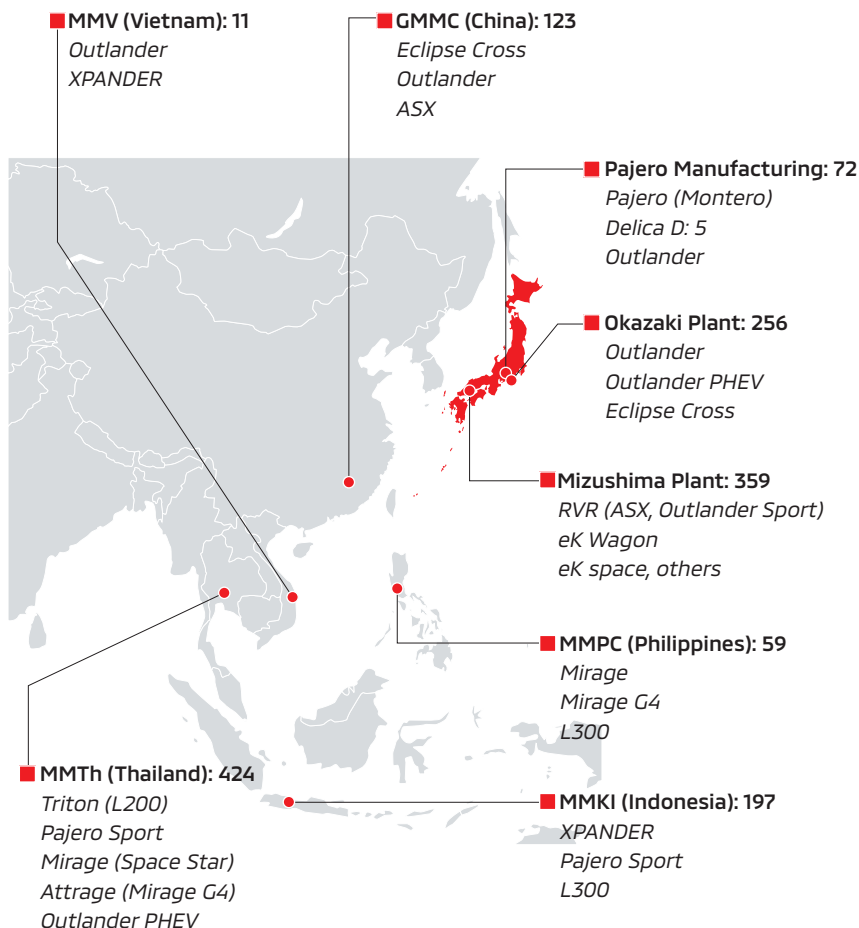 MMV (Vietnam): 11
Outlander
XPANDER
GMMC (China): 123
Eclipse Cross
Outlander
ASX
Pajero Manufacturing: 72
Pajero (Montero)
Delica D: 5
Outlander
Okazaki Plant: 256
Outlander
Outlander PHEV
Eclipse Cross
Mizushima Plant: 359
RVR (ASX, Outlander Sport)
eK Wagon
eK space, others
MMPC (Philippines): 59
Mirage
Mirage G4
L300
MMTh (Thailand): 424
Triton (L200)
Pajero Sport
Mirage (Space Star)
Attrage (Mirage G4)
Outlander PHEV
MMKI (Indonesia): 197
XPANDER
Pajero Sport
L300